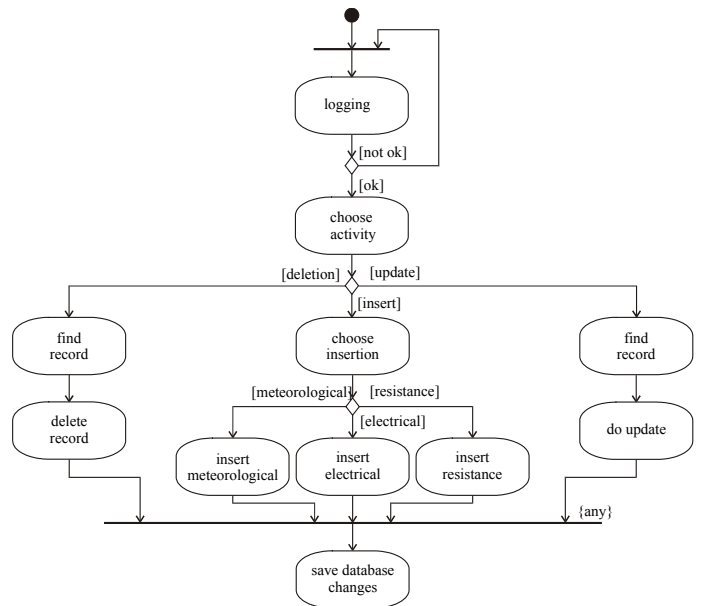 logging
[not ok]
[ok]
choose
activity
[deletion]
[update]
[insert]
find
record
choose
insertion
find
record
[meteorological]
[resistance]
[electrical]
delete
record
do update
insert
meteorological
insert
electrical
insert
resistance
{any}
save database
changes